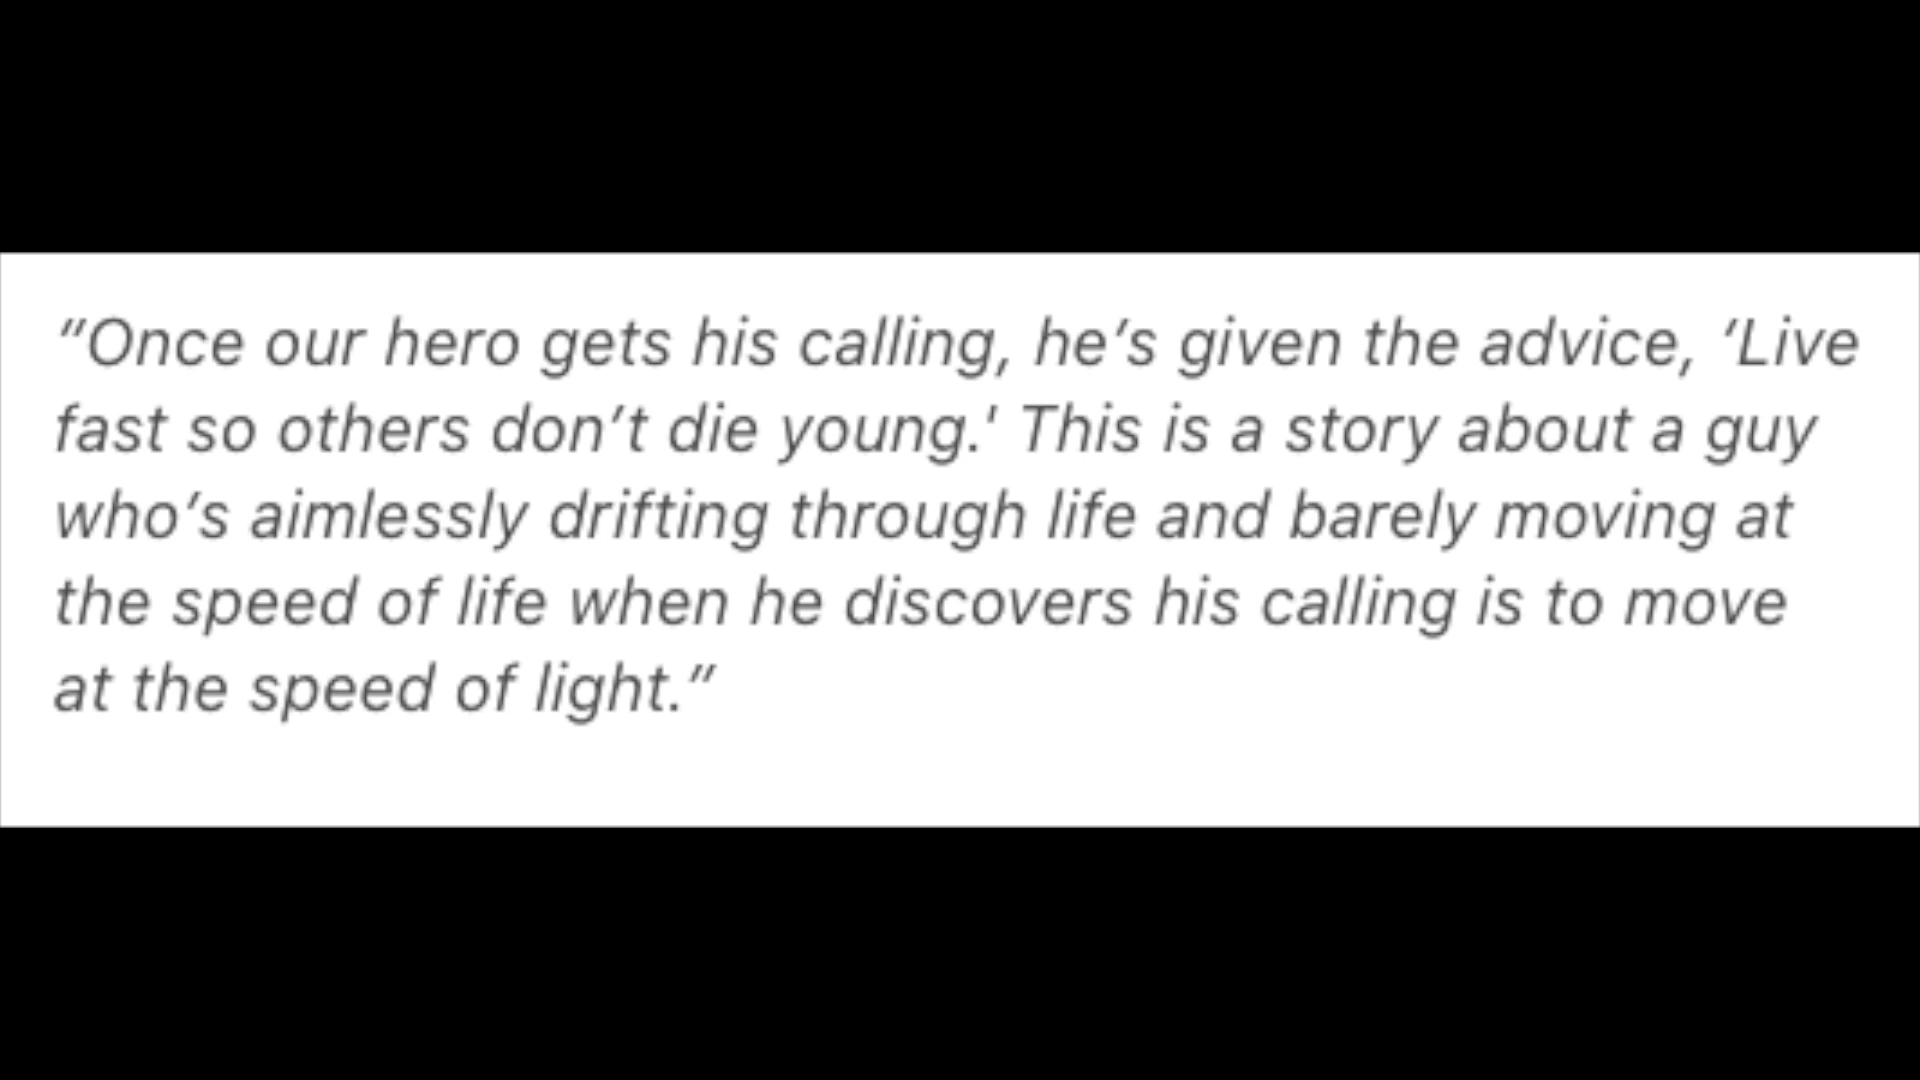 “Once our hero gets his calling, he’s given the advice, ‘Live
fast so others don’t die young.' This is a story about a guy
who’s aimlessly drifting through life and barely moving at
the speed of life when he discovers his calling is to move
at the speed of light.”